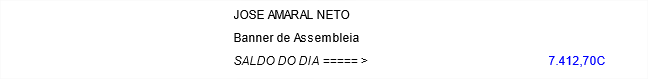 JOSE AMARAL NETO
Banner de Assembleia
SALDO DO DIA ===== > 7.412,70C